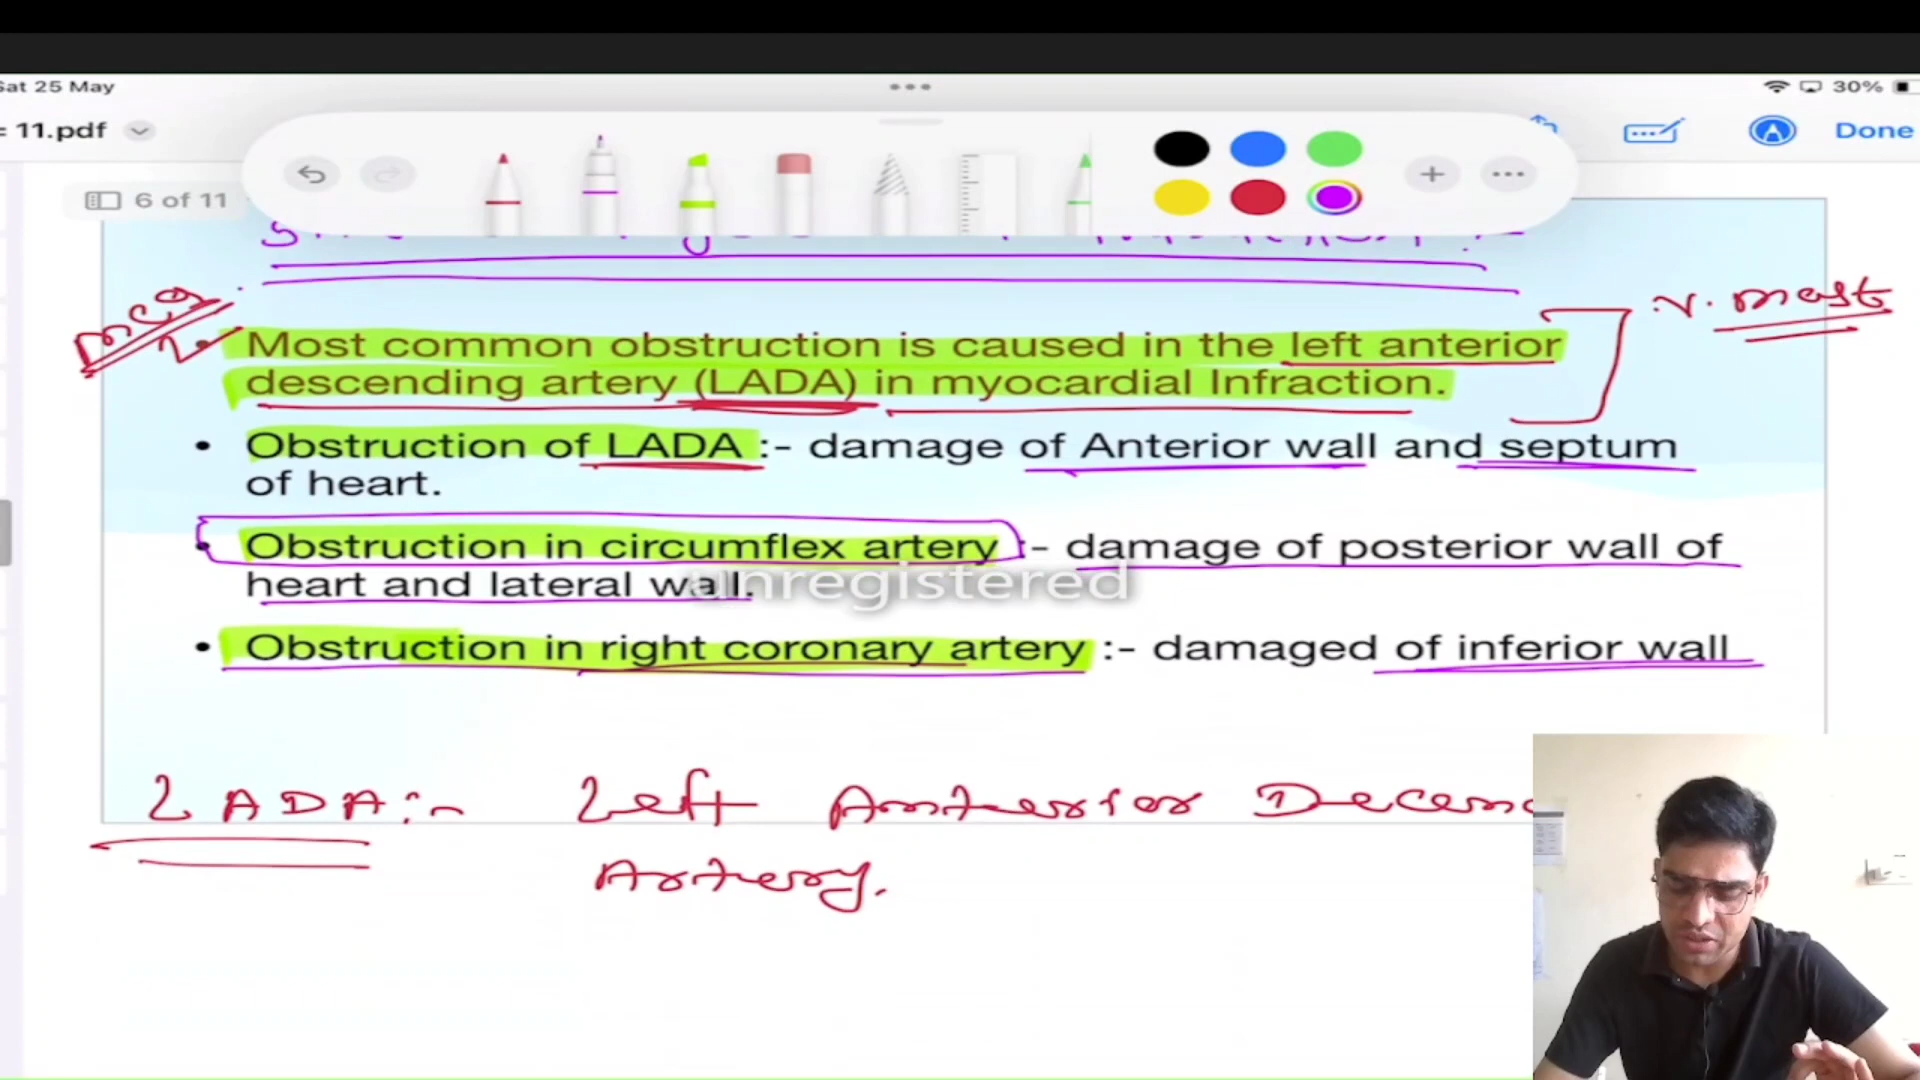 Sat 25 May
30%
= 11.pdf
Done
6 of 11
MCQ
v. most
• Most common obstruction is caused in the left anterior
descending artery (LADA) in myocardial Infraction.
• Obstruction of LADA :- damage of Anterior wall and septum
of heart.
• Obstruction in circumflex artery :- damage of posterior wall of
heart and lateral wall.
unregistered
• Obstruction in right coronary artery :- damaged of inferior wall
LADA :- Left Anterior Decen
Artery.